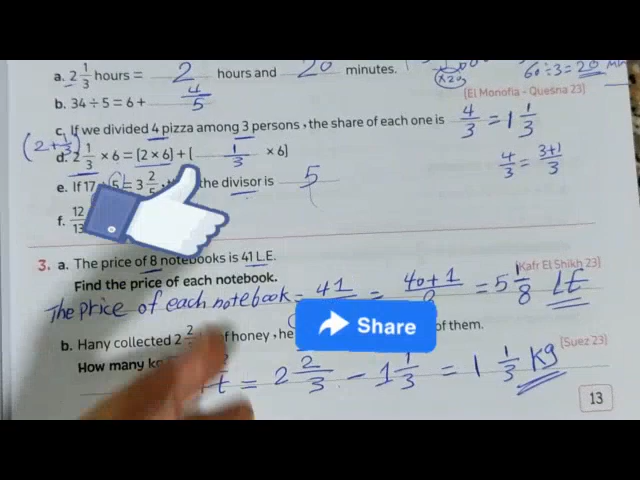 a. 2 1/3 hours = 2 hours and 20 minutes.
60 ÷ 3 = 20
b. 34 ÷ 5 = 6 + 4/5
(El Monofia - Quesna 23)
c. If we divided 4 pizza among 3 persons, the share of each one is 4/3 = 1 1/3
(2 + 1/3)
d. 2 1/3 × 6 = [2 × 6] + [ 1/3 × 6]
4/3 = 3+1/3
e. If 17 ÷ 5 = 3 2/5, the divisor is 5
f. 12/13
3. a. The price of 8 notebooks is 41 L.E.
(Kafr El Shikh 23)
Find the price of each notebook.
The price of each notebook = 41 = 40+1 = 5 1/8 LE
Share
b. Hany collected 2 2 of honey, he of them.
(Suez 23)
How many
= 2 2/3 - 1 1/3 = 1 1/3 Kg
13